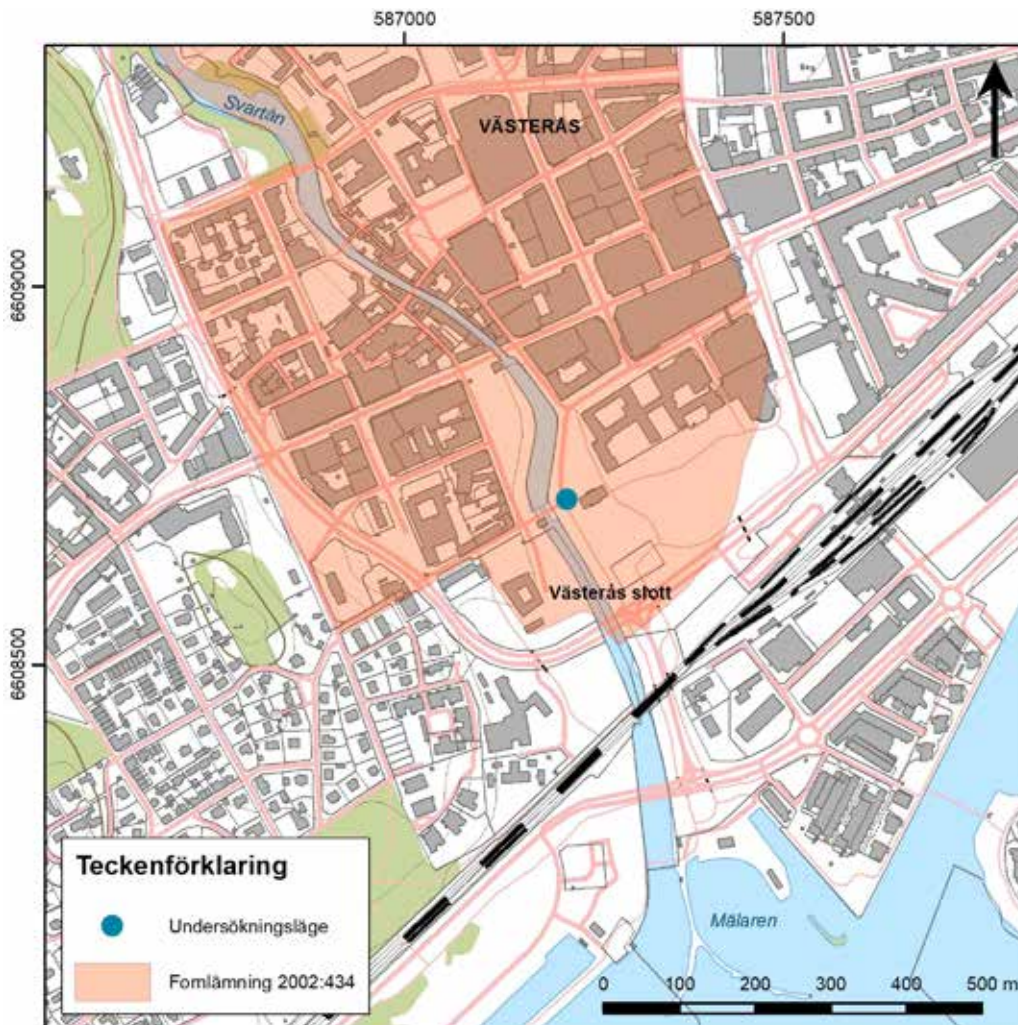 587000
587500
Svartån
VÄSTERÅS
6609000
Västerås slott
6608500
Teckenförklaring
Undersökningsläge
Fornlämning 2002:434
Mälaren
0 100 200 300 400 500 m